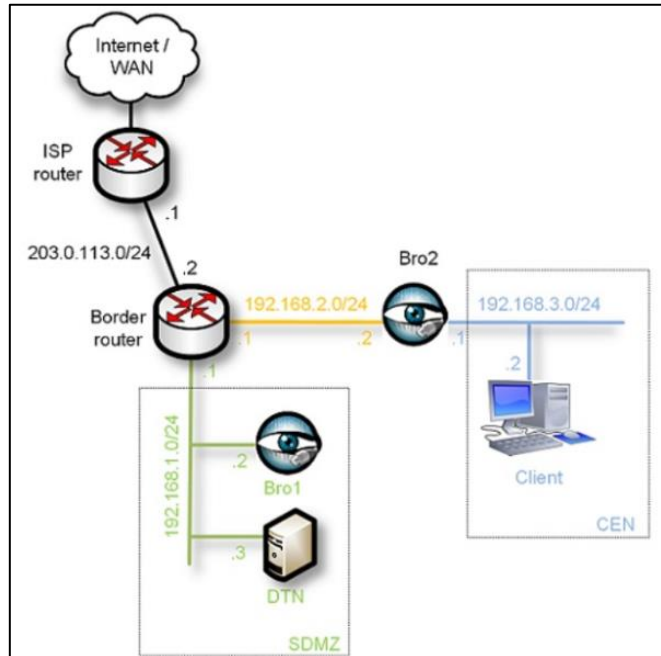 Internet /
WAN
ISP
router
.1
203.0.113.0/24
.2
Bro2
Border
router
192.168.2.0/24
.1
.2
192.168.3.0/24
.1
.2
Client
CEN
.1
192.168.1.0/24
.2
Bro1
.3
DTN
SDMZ